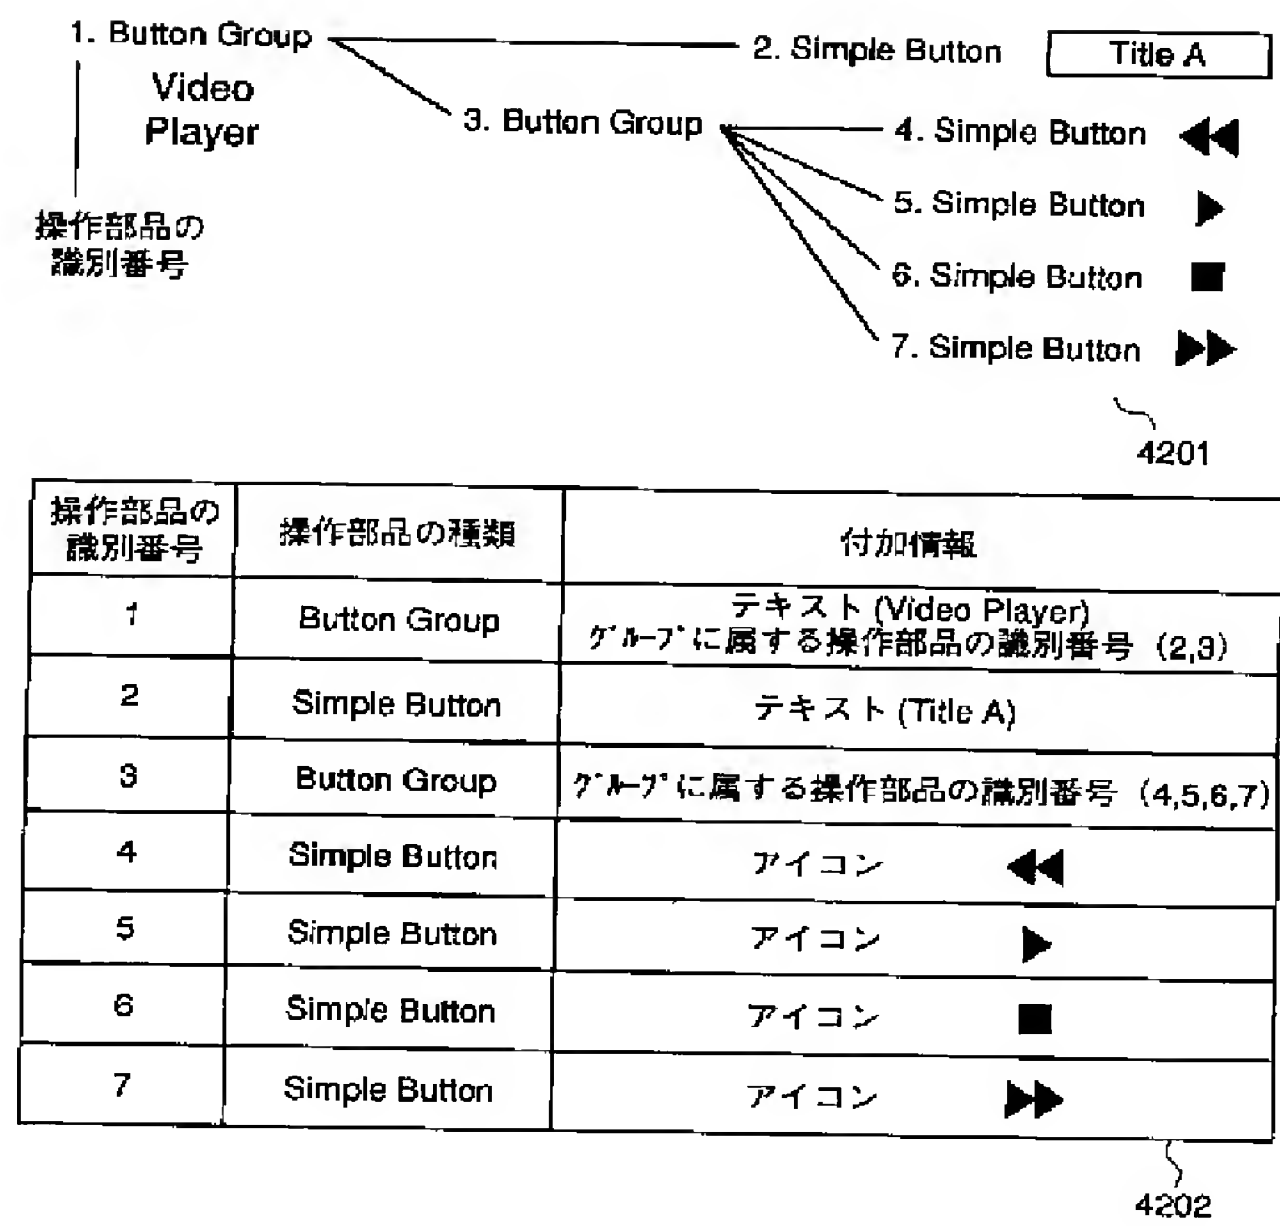 1. Button Group
2. Simple Button
Title A
Video
Player
3. Button Group
4. Simple Button
5. Simple Button
6. Simple Button
7. Simple Button
操作部品の
識別番号
4201
操作部品の
識別番号
操作部品の種類
付加情報
1
Button Group
テキスト (Video Player)
グループに属する操作部品の識別番号 (2,3)
2
Simple Button
テキスト (Title A)
3
Button Group
グループに属する操作部品の識別番号 (4,5,6,7)
4
Simple Button
アイコン
5
Simple Button
アイコン
6
Simple Button
アイコン
7
Simple Button
アイコン
4202